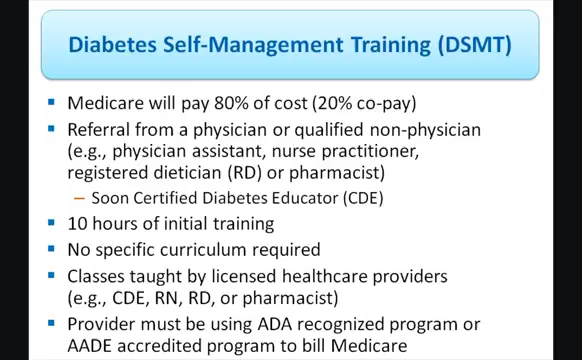 Diabetes Self-Management Training (DSMT)
▪ Medicare will pay 80% of cost (20% co-pay)
▪ Referral from a physician or qualified non-physician
(e.g., physician assistant, nurse practitioner,
registered dietician (RD) or pharmacist)
– Soon Certified Diabetes Educator (CDE)
▪ 10 hours of initial training
▪ No specific curriculum required
▪ Classes taught by licensed healthcare providers
(e.g., CDE, RN, RD, or pharmacist)
▪ Provider must be using ADA recognized program or
AADE accredited program to bill Medicare